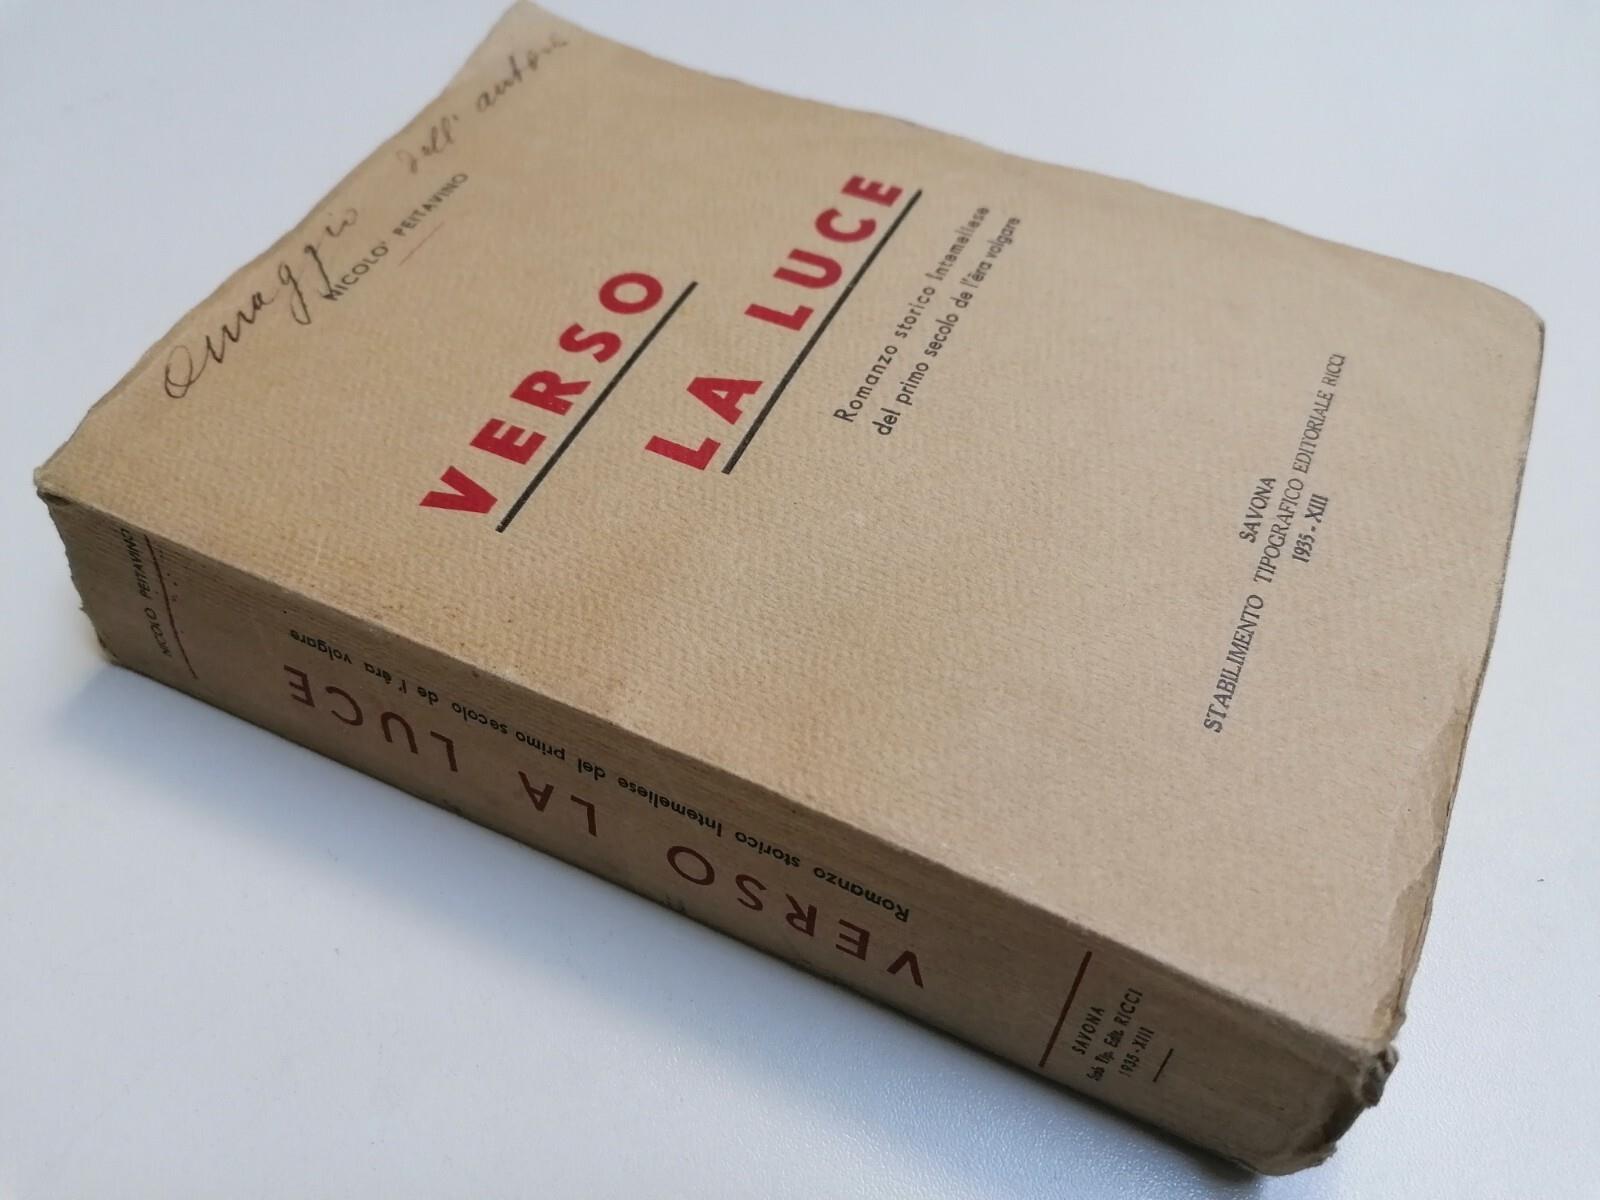 Omaggio dell' autore
NICOLO' PEITAVINO
VERSO
LA LUCE
Romanzo storico Intemeliese
del primo secolo de l'êra volgare
SAVONA
STABILIMENTO TIPOGRAFICO EDITORIALE RICCI
1935 - XIII
NICOLO PEITAVINO
VERSO LA LUCE
Romanzo storico Intemeliese del primo secolo de l'êra volgare
SAVONA
Stab. Tip. Edit. RICCI
1935 - XIII